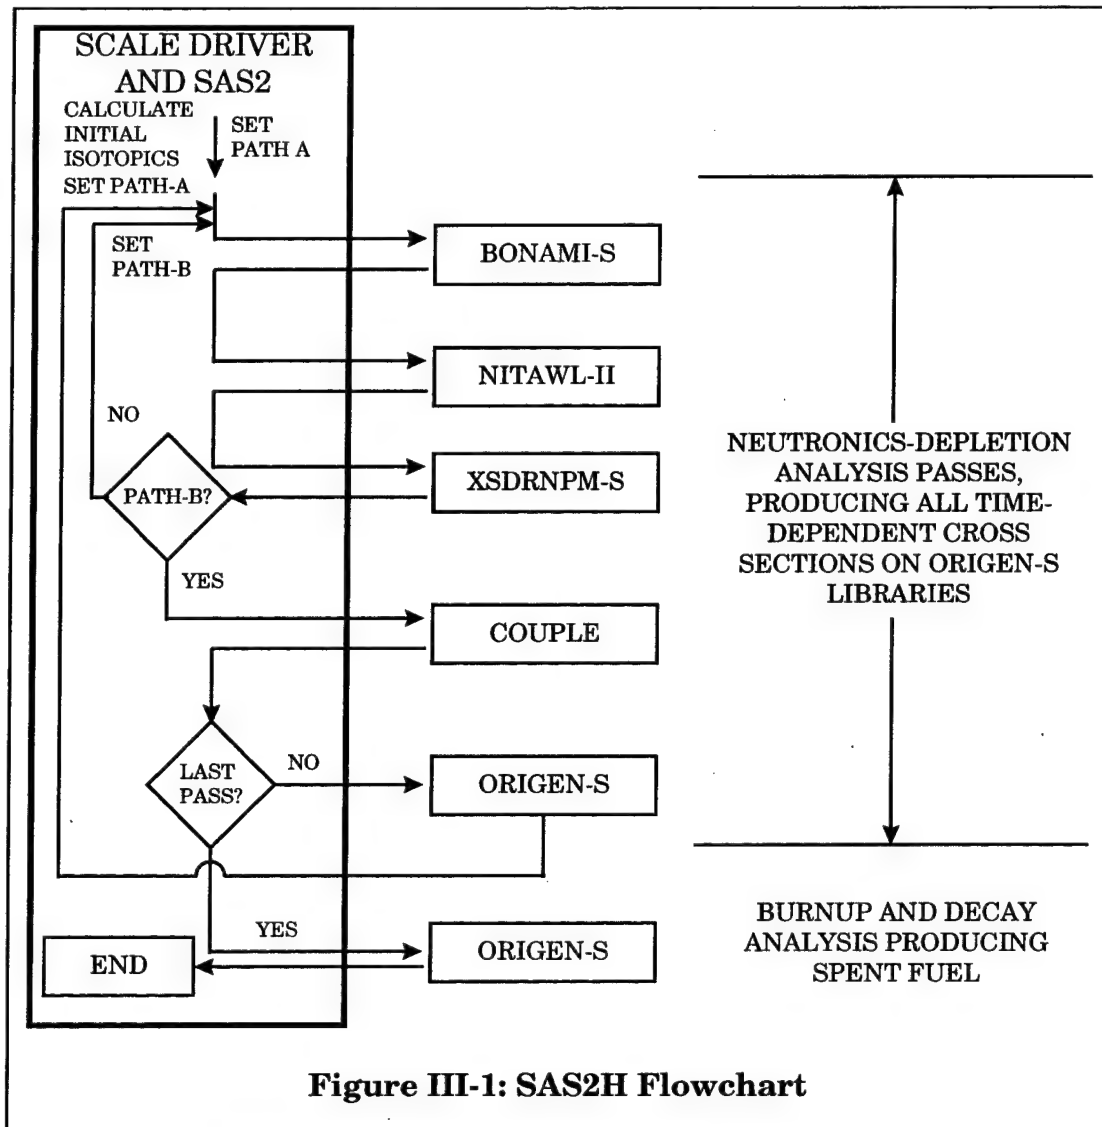 SCALE DRIVER
AND SAS2
CALCULATE
INITIAL
ISOTOPICS
SET PATH-A
SET
PATH A
SET
PATH-B
BONAMI-S
NITAWL-II
NO
PATH-B?
XSDRNPM-S
YES
COUPLE
LAST
PASS?
NO
ORIGEN-S
YES
ORIGEN-S
END
NEUTRONICS-DEPLETION
ANALYSIS PASSES,
PRODUCING ALL TIME-
DEPENDENT CROSS
SECTIONS ON ORIGEN-S
LIBRARIES
BURNUP AND DECAY
ANALYSIS PRODUCING
SPENT FUEL
Figure III-1: SAS2H Flowchart